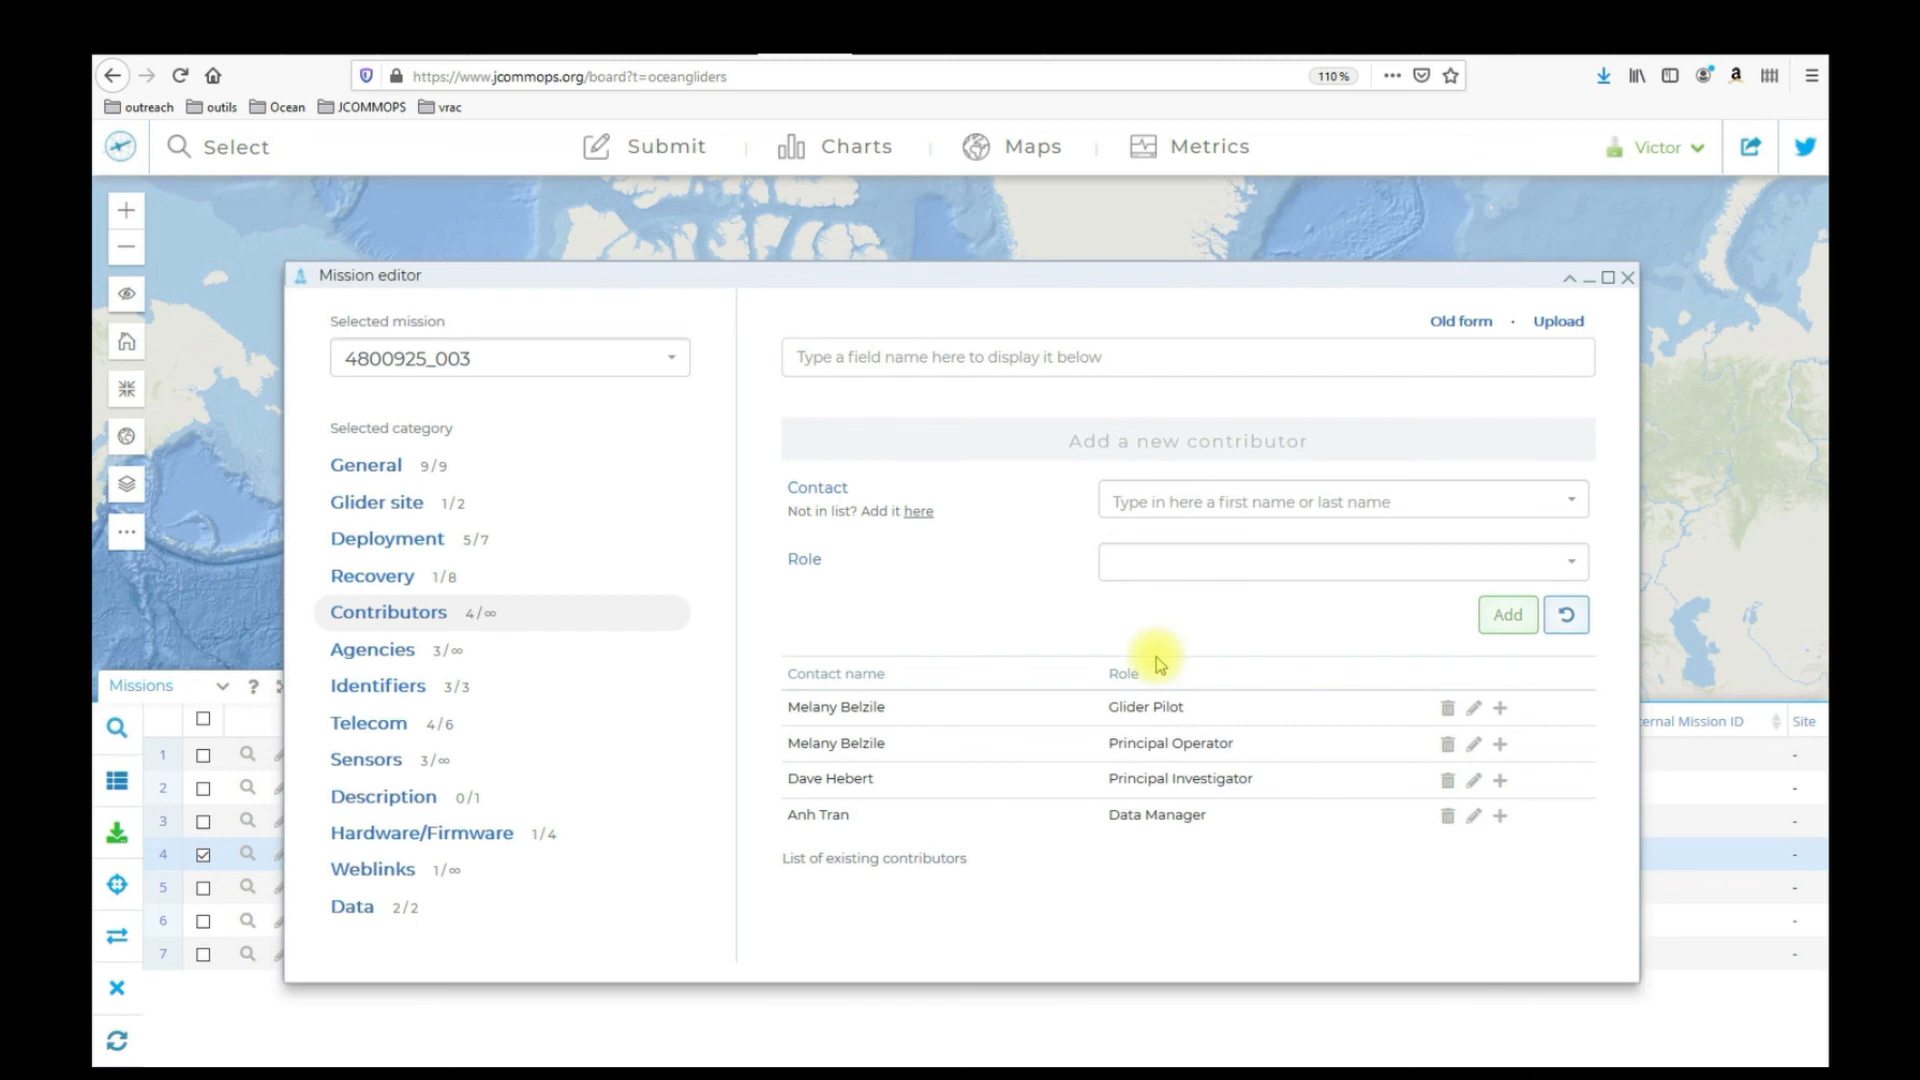 https://www.jcommops.org/board?t=oceangliders
110%
outreach outils Ocean JCOMMOPS vrac
Select
Submit Charts Maps Metrics
Victor
Mission editor
Selected mission
4800925_003
Old form · Upload
Type a field name here to display it below
Selected category
General 9/9
Glider site 1/2
Deployment 5/7
Recovery 1/8
Contributors 4/∞
Agencies 3/∞
Identifiers 3/3
Telecom 4/6
Sensors 3/∞
Description 0/1
Hardware/Firmware 1/4
Weblinks 1/∞
Data 2/2
Add a new contributor
Contact
Not in list? Add it here
Type in here a first name or last name
Role
Add
Contact name Role
Melany Belzile Glider Pilot
Melany Belzile Principal Operator
Dave Hebert Principal Investigator
Anh Tran Data Manager
List of existing contributors
Missions ?
ernal Mission ID Site
1 -
2 -
3 -
4 -
5 -
6 -
7 -